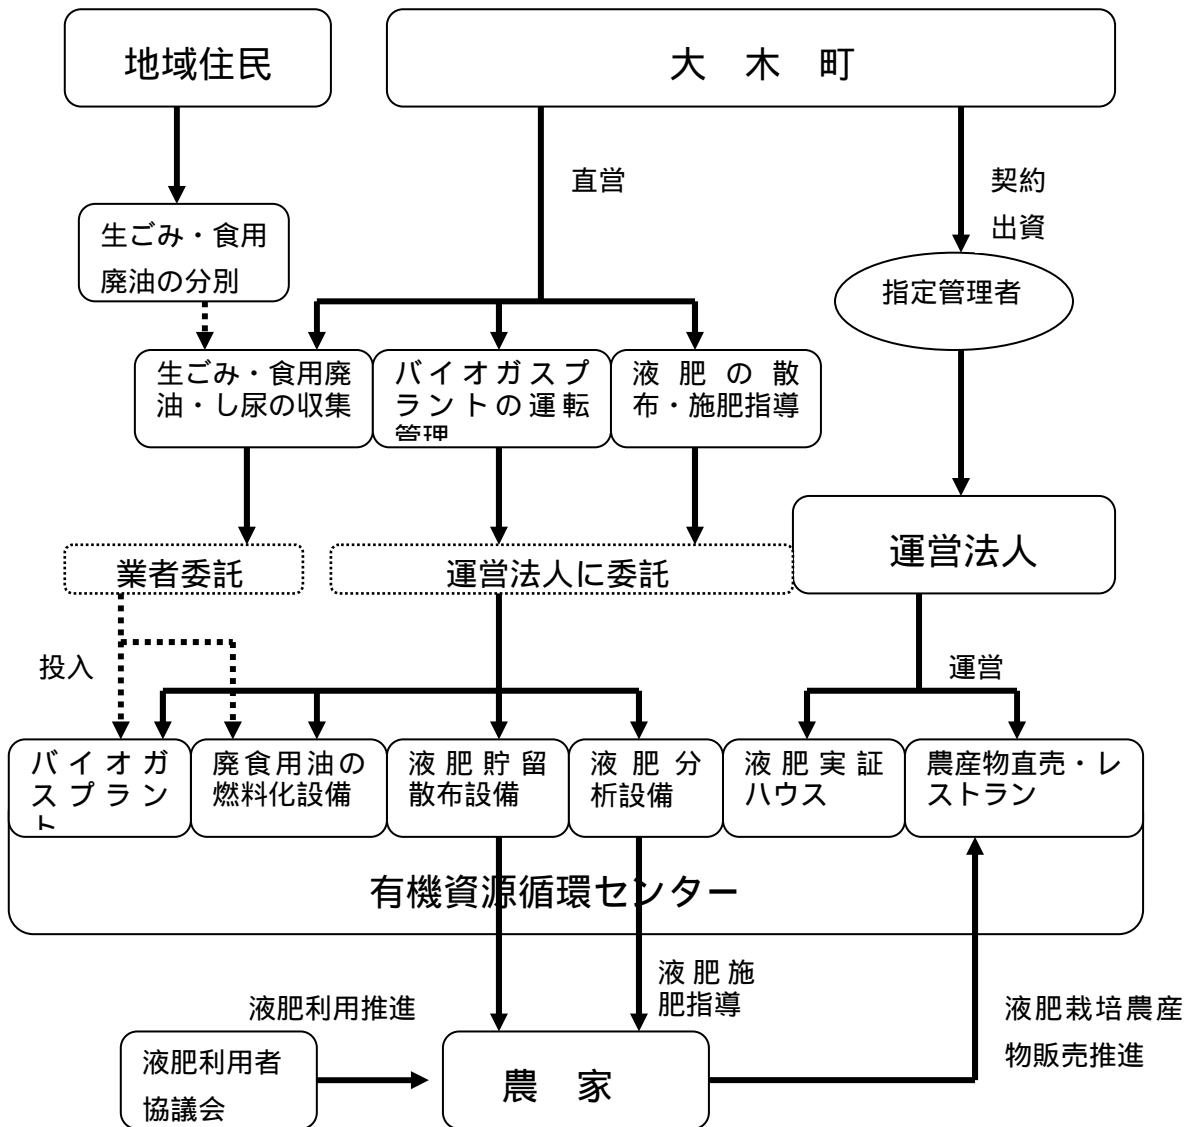 地域住民
大 木 町
直営
契約
出資
生ごみ・食用
廃油の分別
指定管理者
生ごみ・食用廃
油・し尿の収集
バイオガスプ
ラントの運転
管理
液肥の散
布・施肥指導
業者委託
運営法人に委託
運営法人
投入
運営
バイオガ
スプラン
ト
廃食用油の
燃料化設備
液肥貯留
散布設備
液肥分
析設備
液肥実証
ハウス
農産物直売・レ
ストラン
有機資源循環センター
液肥施
肥指導
液肥利用推進
液肥栽培農産
物販売推進
液肥利用者
協議会
農 家